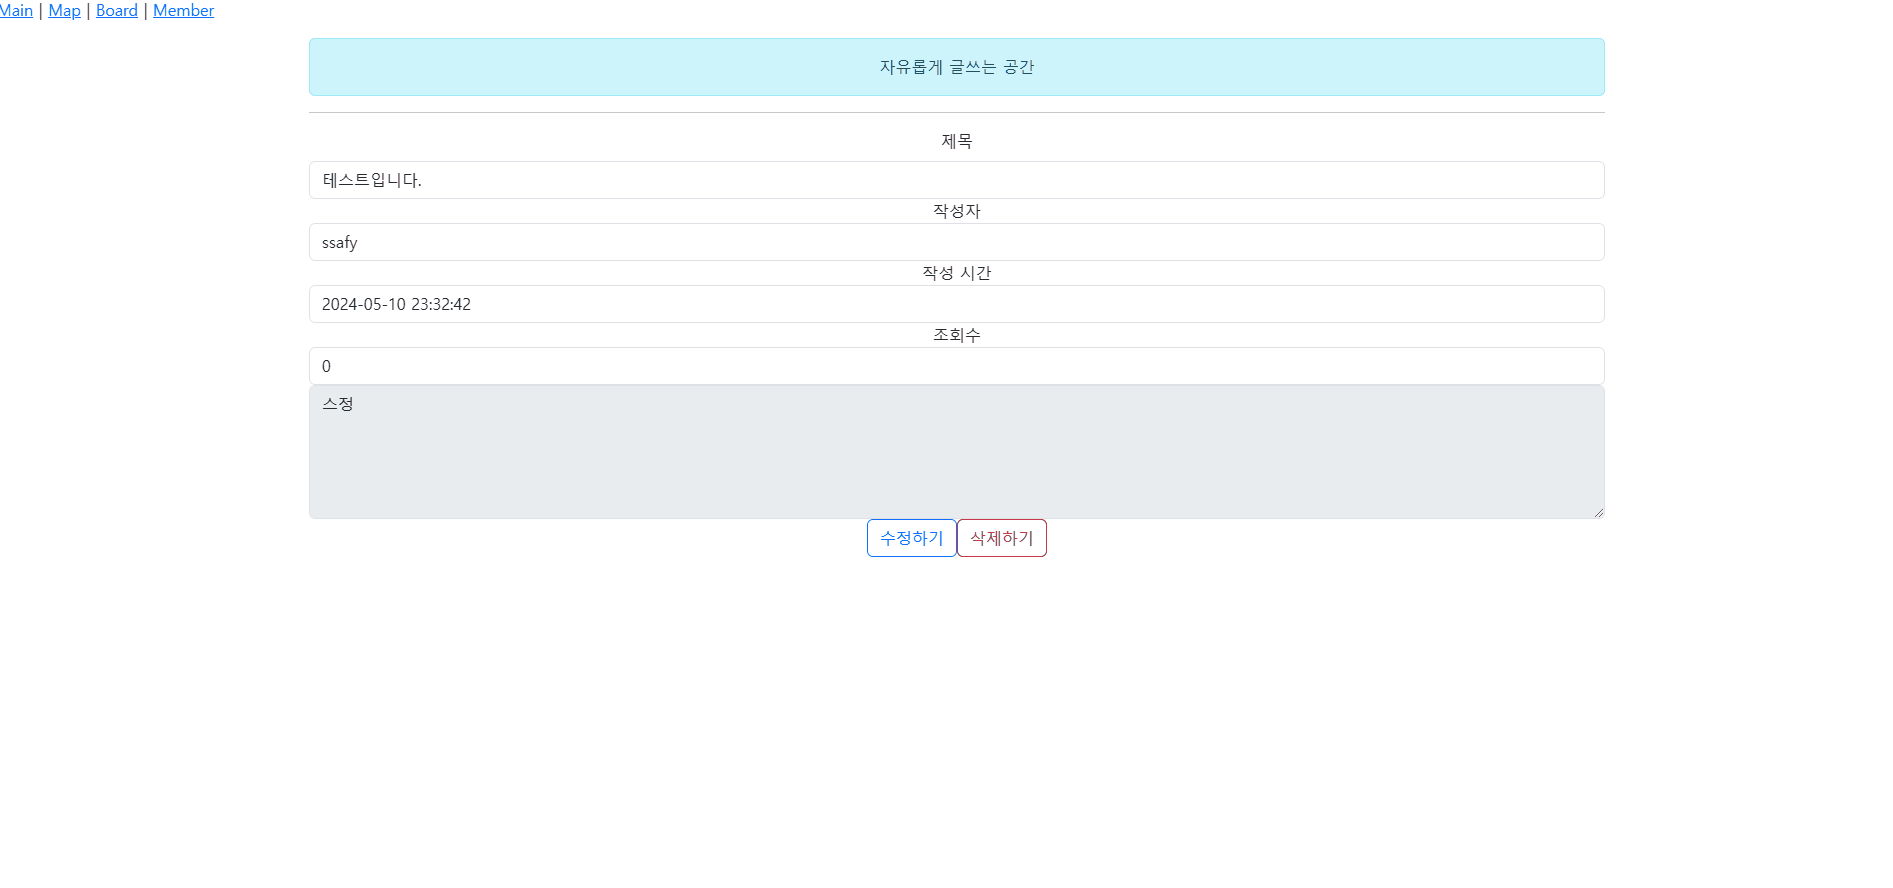 Main | Map | Board | Member
자유롭게 글쓰는 공간
제목
테스트입니다.
작성자
ssafy
작성 시간
2024-05-10 23:32:42
조회수
0
스정
수정하기 삭제하기